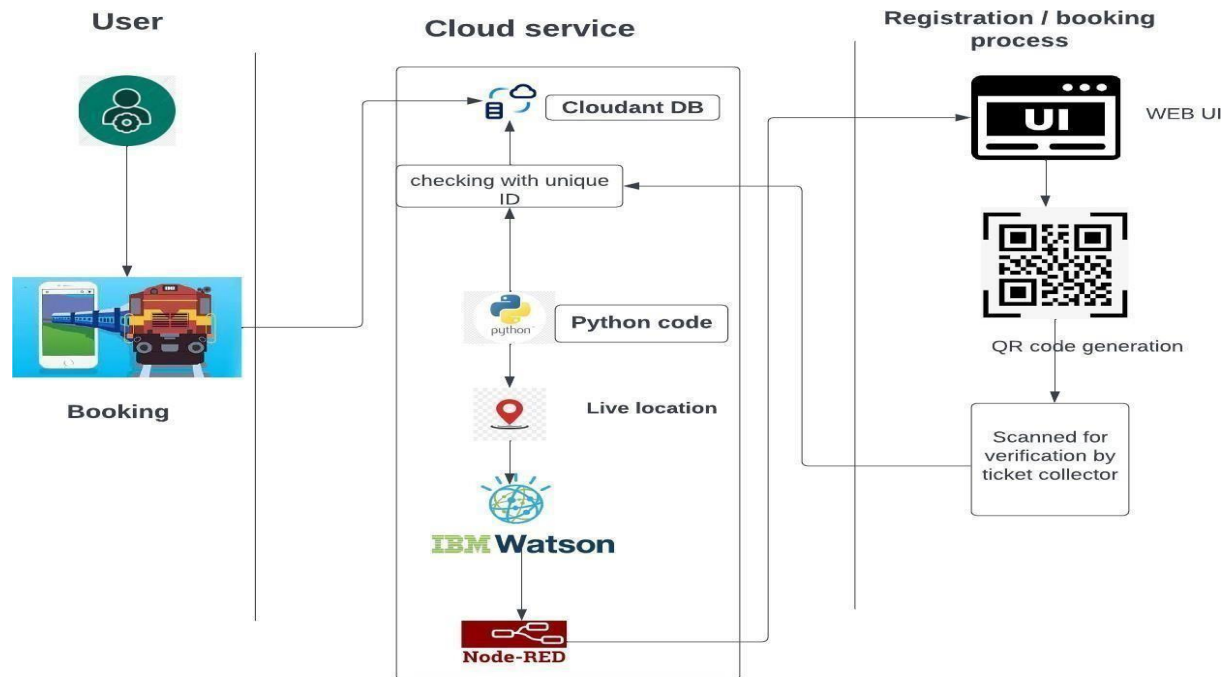 User
Cloud service
Registration / booking
process
Cloudant DB
UI
WEB UI
checking with unique
ID
python
Python code
QR code generation
Booking
Live location
Scanned for
verification by
ticket collector
IBM Watson
Node-RED